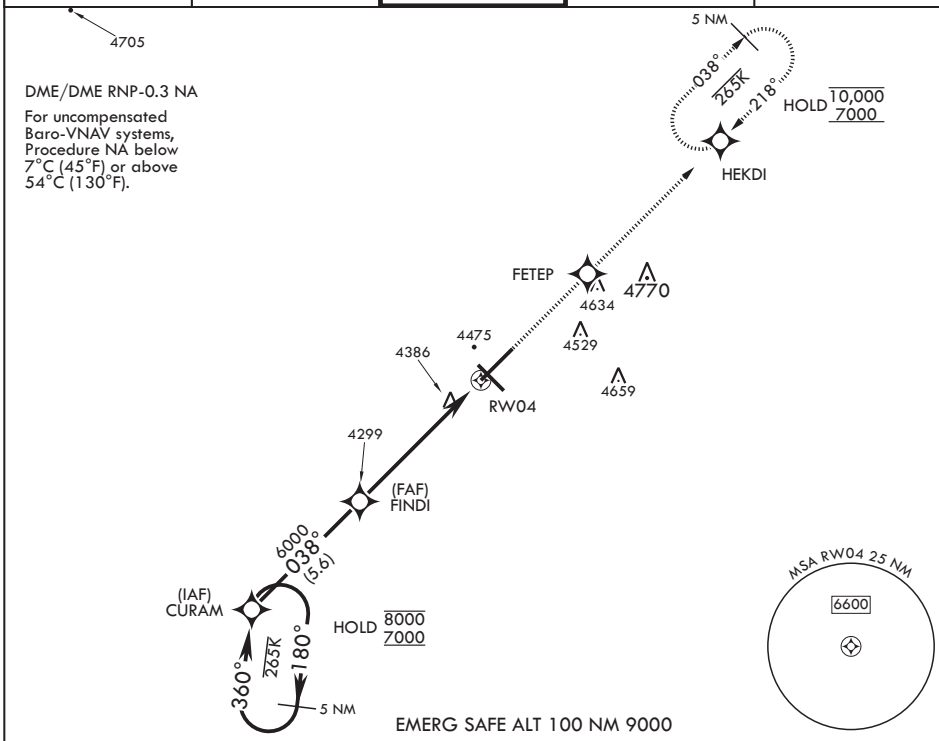 4705
5 NM
DME/DME RNP-0.3 NA
For uncompensated
Baro-VNAV systems,
Procedure NA below
7°C (45°F) or above
54°C (130°F).
038°
265K
218°
HOLD 10,000
7000
HEKDI
FETEP
4770
4634
4475
4529
4386
4659
RW04
4299
(FAF)
FINDI
6000
038°
(5.6)
(IAF)
CURAM
HOLD 8000
7000
360°
265K
180°
5 NM
MSA RW04 25 NM
6600
EMERG SAFE ALT 100 NM 9000